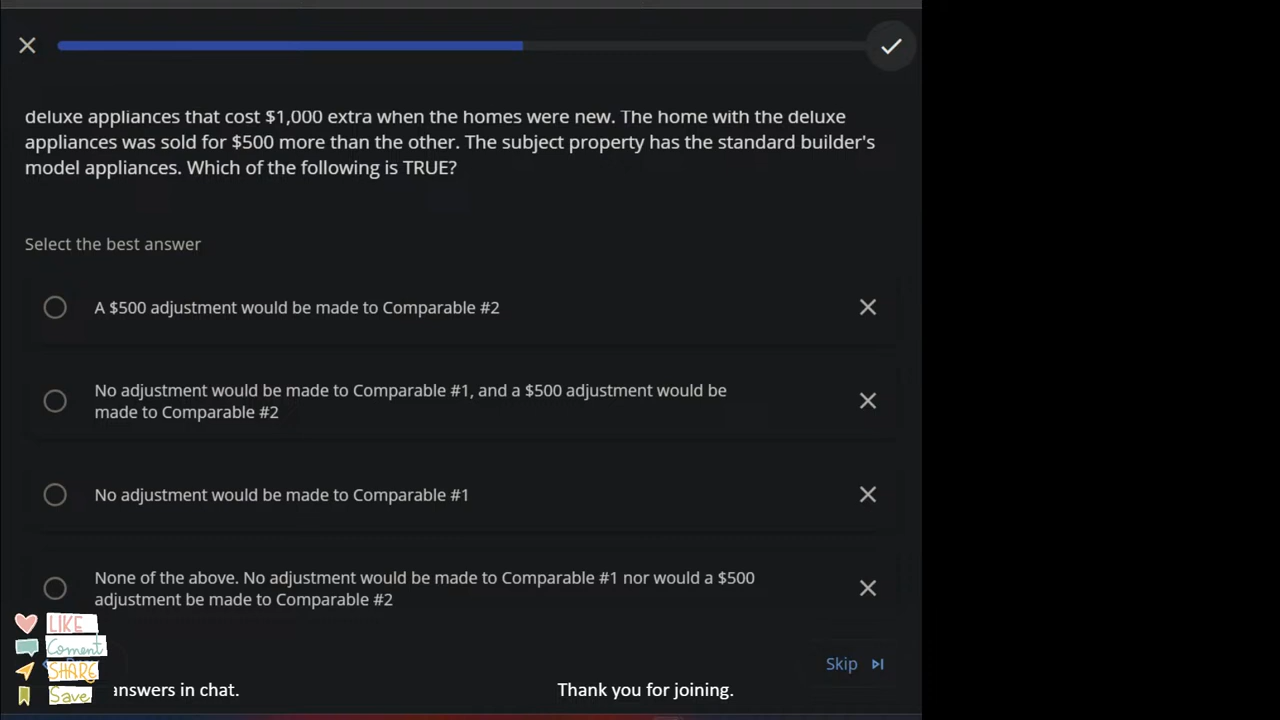 deluxe appliances that cost $1,000 extra when the homes were new. The home with the deluxe
appliances was sold for $500 more than the other. The subject property has the standard builder's
model appliances. Which of the following is TRUE?
Select the best answer
A $500 adjustment would be made to Comparable #2
No adjustment would be made to Comparable #1, and a $500 adjustment would be
made to Comparable #2
No adjustment would be made to Comparable #1
None of the above. No adjustment would be made to Comparable #1 nor would a $500
adjustment be made to Comparable #2
LIKE
Coment
SHARE
Save
Skip
answers in chat.
Thank you for joining.